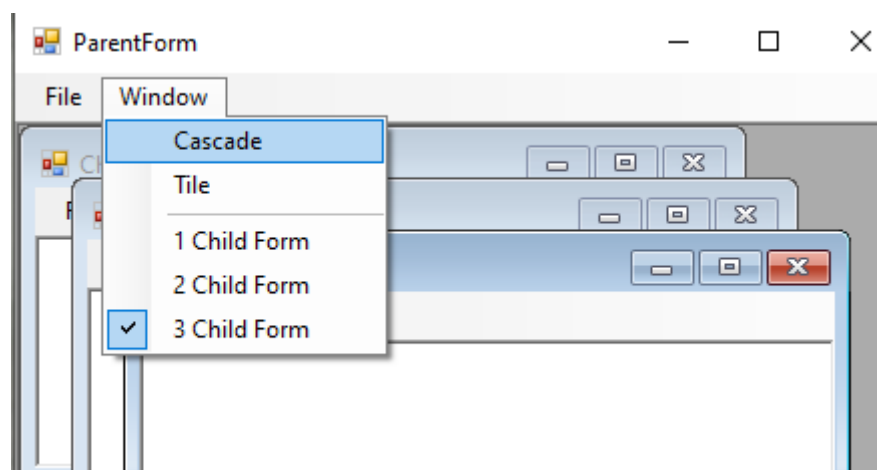 ParentForm
File Window
Cascade
Tile
1 Child Form
2 Child Form
3 Child Form